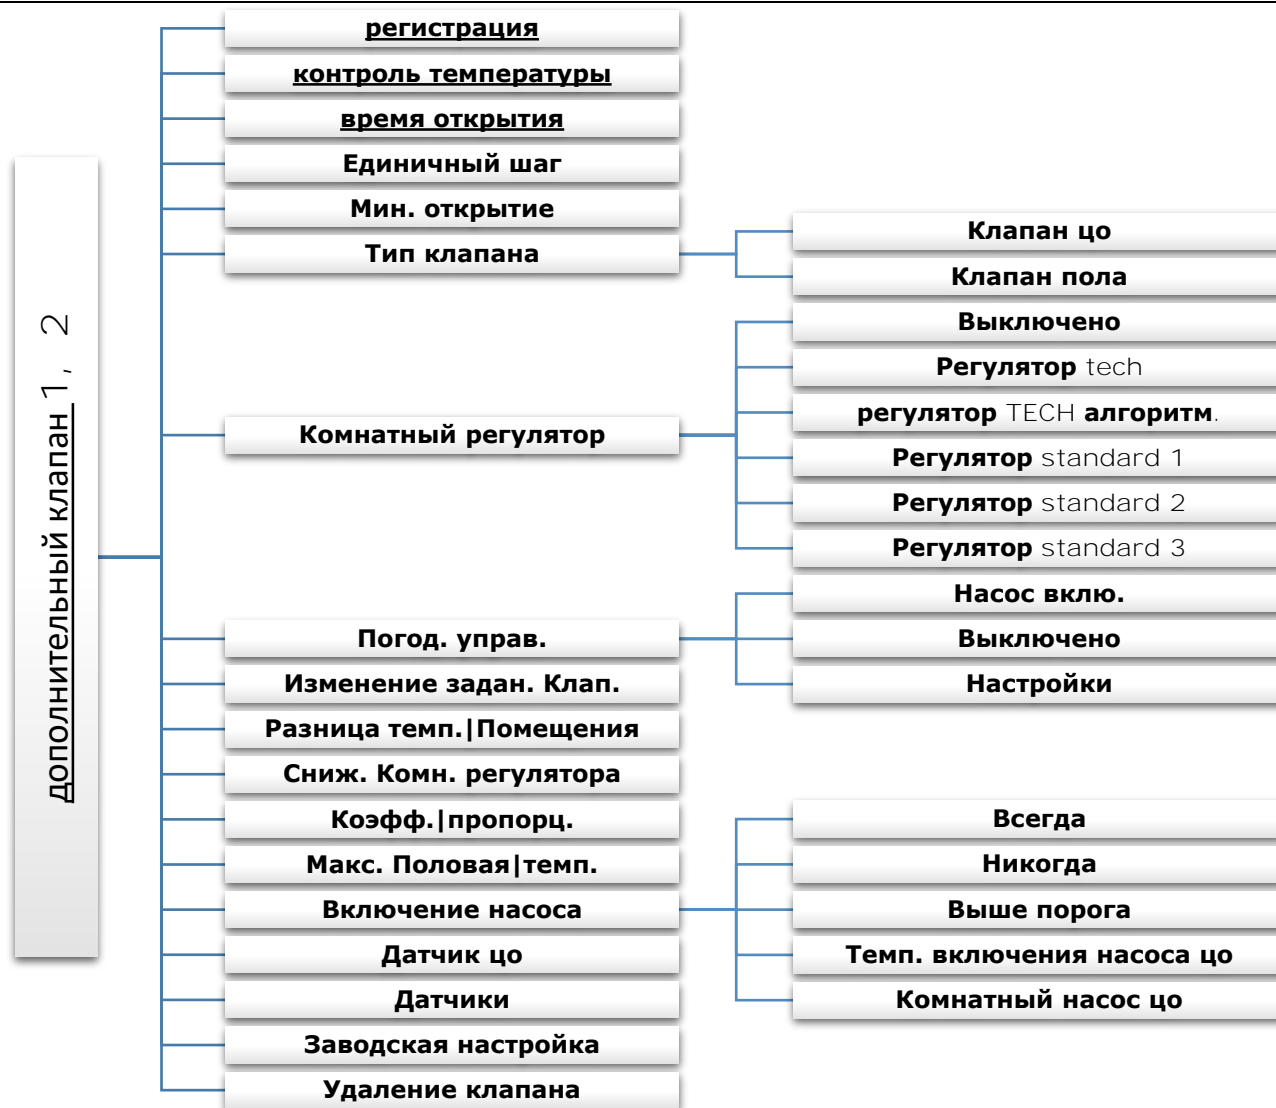 дополнительный клапан 1, 2
регистрация
контроль температуры
время открытия
Единичный шаг
Мин. открытие
Тип клапана
Клапан цо
Клапан пола
Комнатный регулятор
Выключено
Регулятор tech
регулятор TECH алгоритм.
Регулятор standard 1
Регулятор standard 2
Регулятор standard 3
Погод. управ.
Насос вклю.
Выключено
Настройки
Изменение задан. Клап.
Разница темп.|Помещения
Сниж. Комн. регулятора
Коэфф.|пропорц.
Макс. Половая|темп.
Включение насоса
Всегда
Никогда
Выше порога
Темп. включения насоса цо
Комнатный насос цо
Датчик цо
Датчики
Заводская настройка
Удаление клапана